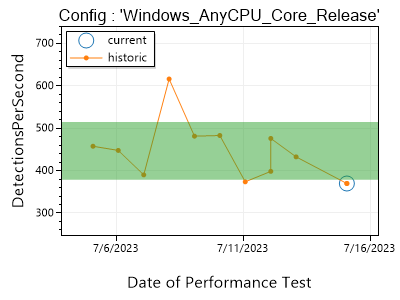 Config : 'Windows_AnyCPU_Core_Release'
current
historic
DetectionsPerSecond
700
600
500
400
300
7/6/2023
7/11/2023
7/16/2023
Date of Performance Test